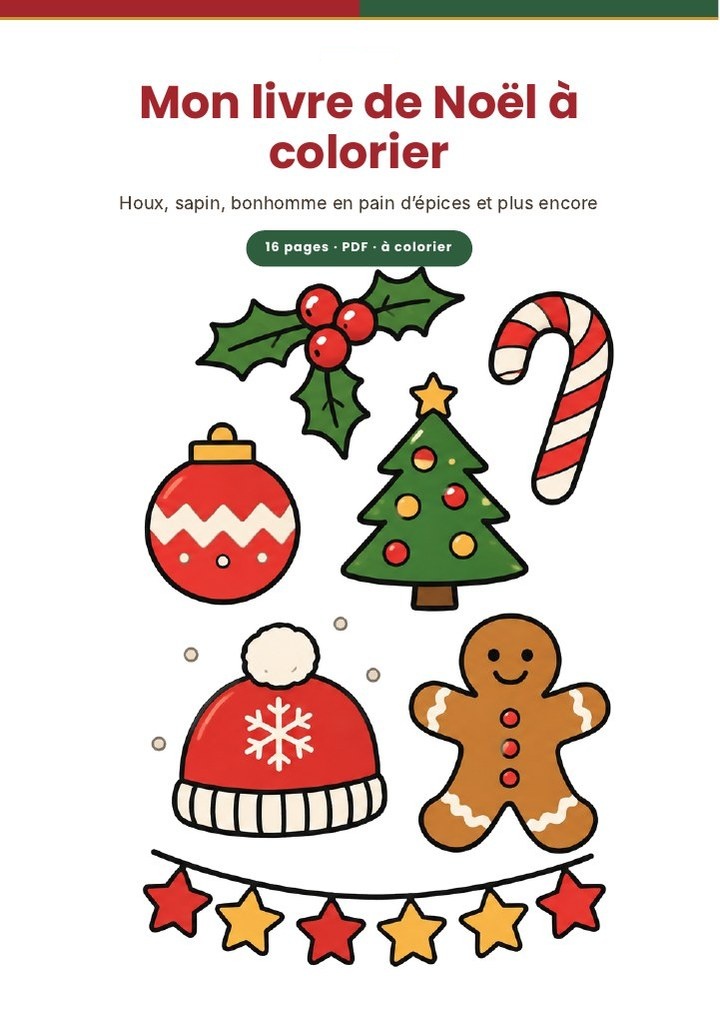 Mon livre de Noël à
colorier
Houx, sapin, bonhomme en pain d’épices et plus encore
16 pages · PDF · à colorier